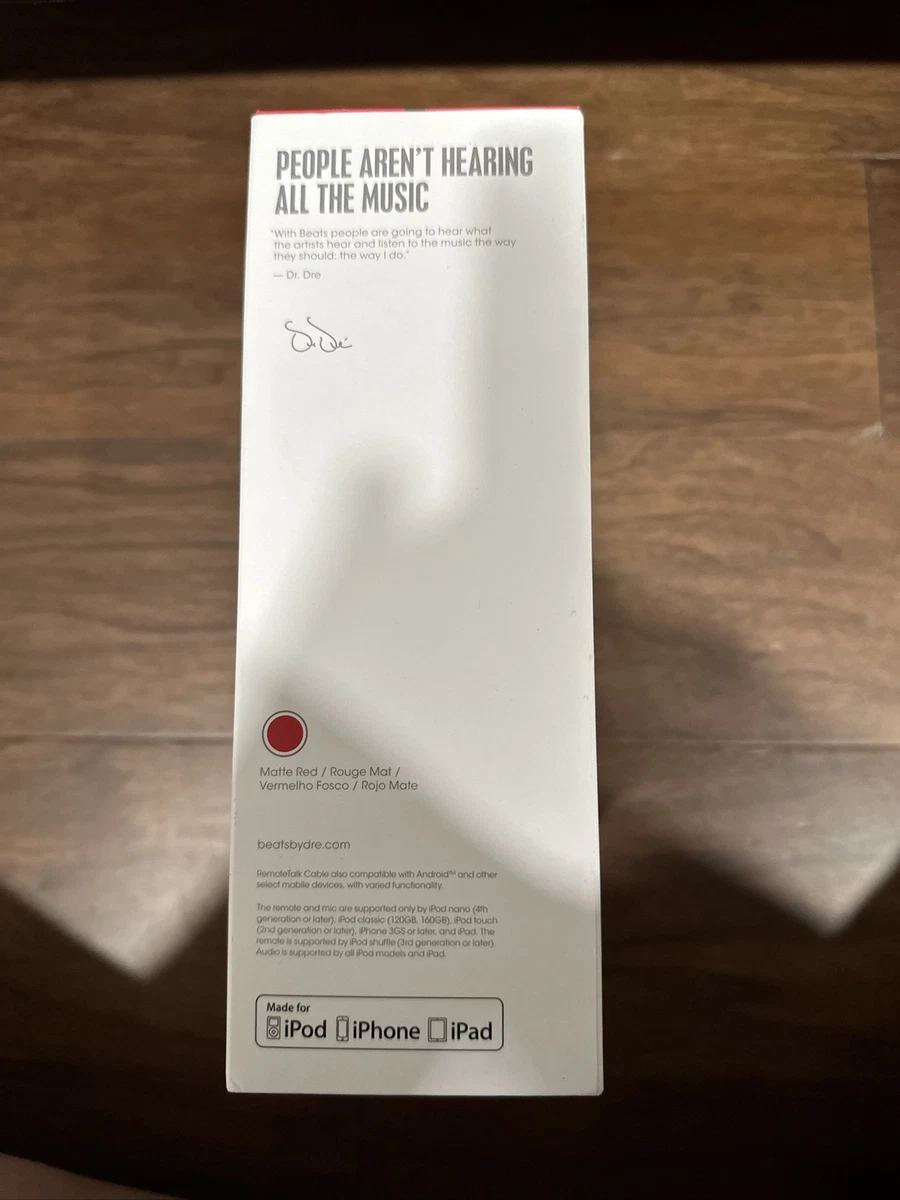 PEOPLE AREN'T HEARING
ALL THE MUSIC
"With Beats people are going to hear what
the artists hear and listen to the music the way
they should: the way I do."
— Dr. Dre
Dr. Dre
Matte Red / Rouge Mat /
Vermelho Fosco / Rojo Mate
beatsbydre.com
RemoteTalk Cable also compatible with Android™ and other
select mobile devices, with varied functionality.
The remote and mic are supported only by iPod nano (4th
generation or later), iPod classic (120GB, 160GB), iPod touch
(2nd generation or later), iPhone 3GS or later, and iPad. The
remote is supported by iPod shuffle (3rd generation or later).
Audio is supported by all iPod models and iPad.
Made for
iPod iPhone iPad